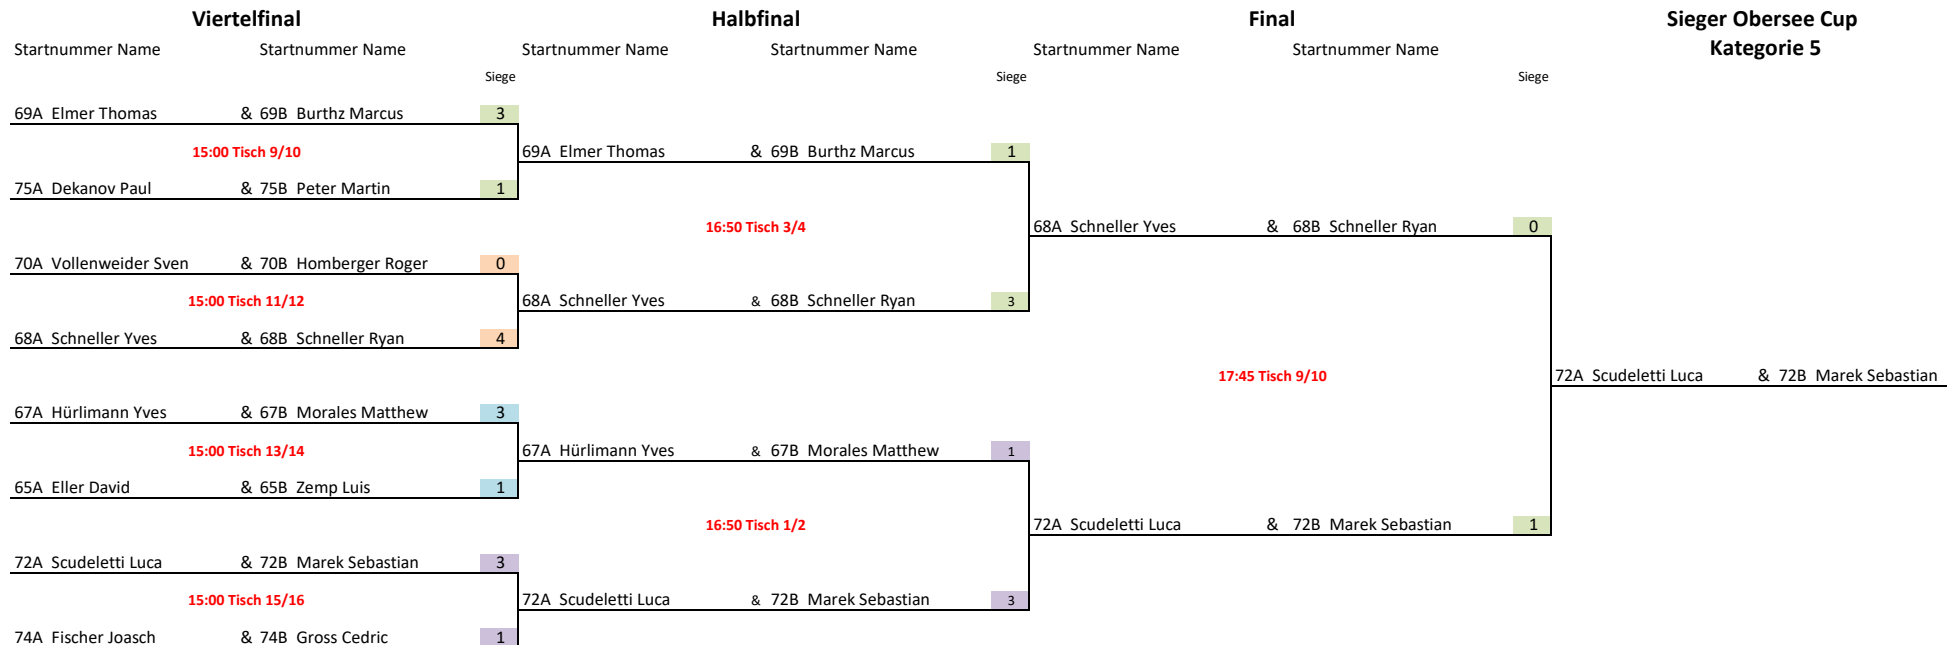 Viertelfinal Halbfinal Final Sieger Obersee Cup
Startnummer Name Startnummer Name Startnummer Name Startnummer Name Startnummer Name Startnummer Name Kategorie 5
Siege Siege Siege
69A Elmer Thomas & 69B Burthz Marcus 3
15:00 Tisch 9/10 69A Elmer Thomas & 69B Burthz Marcus 1
75A Dekanov Paul & 75B Peter Martin 1
16:50 Tisch 3/4 68A Schneller Yves & 68B Schneller Ryan 0
70A Vollenweider Sven & 70B Homberger Roger 0
15:00 Tisch 11/12 68A Schneller Yves & 68B Schneller Ryan 3
68A Schneller Yves & 68B Schneller Ryan 4
17:45 Tisch 9/10 72A Scudeletti Luca & 72B Marek Sebastian
67A Hürlimann Yves & 67B Morales Matthew 3
15:00 Tisch 13/14 67A Hürlimann Yves & 67B Morales Matthew 1
65A Eller David & 65B Zemp Luis 1
16:50 Tisch 1/2 72A Scudeletti Luca & 72B Marek Sebastian 1
72A Scudeletti Luca & 72B Marek Sebastian 3
15:00 Tisch 15/16 72A Scudeletti Luca & 72B Marek Sebastian 3
74A Fischer Joasch & 74B Gross Cedric 1